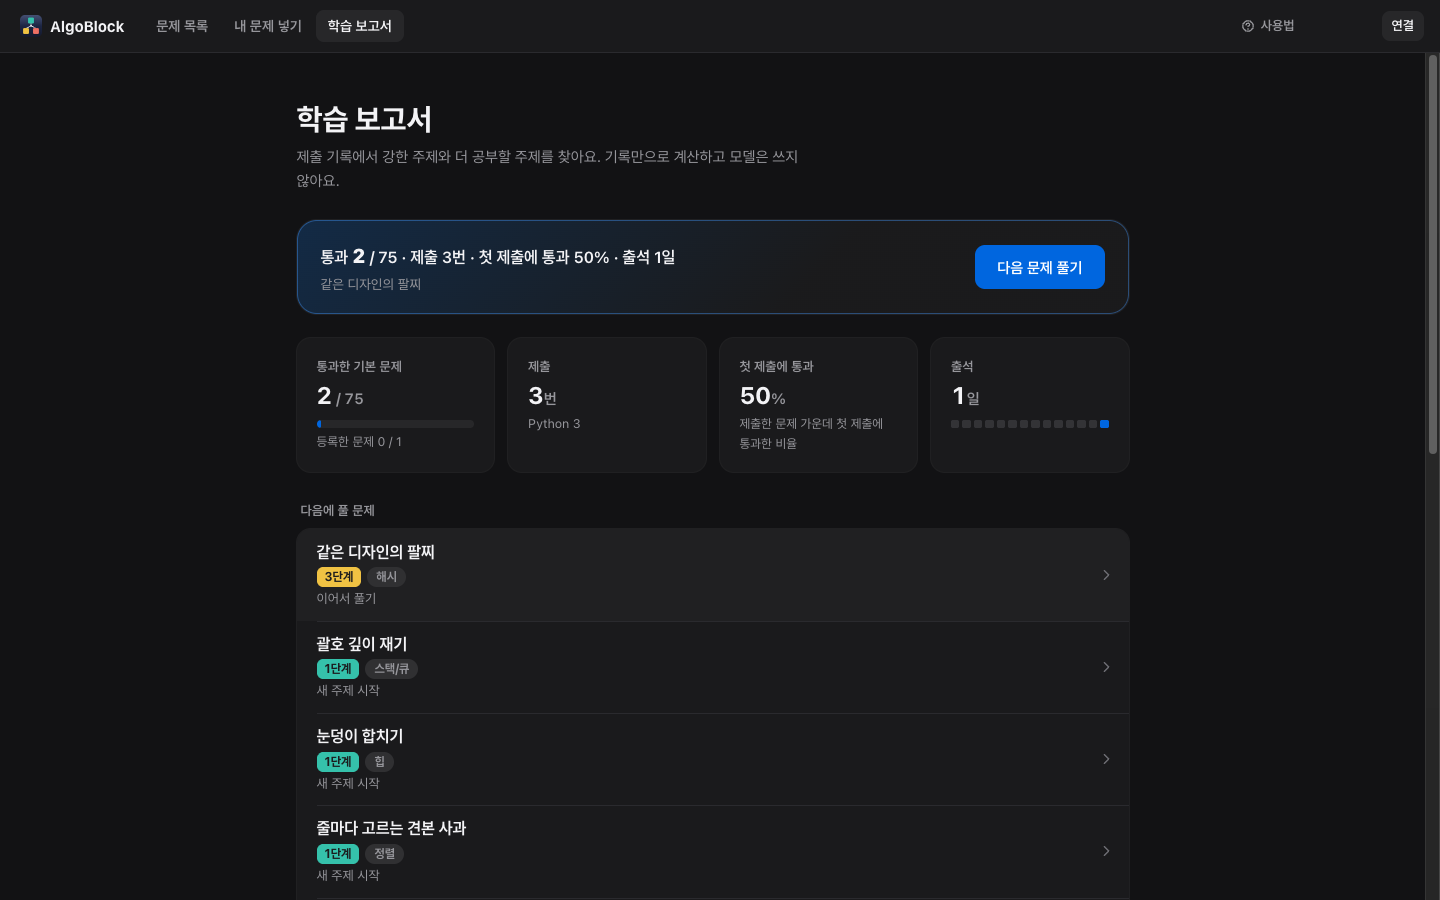 AlgoBlock
문제 목록
내 문제 넣기
학습 보고서
사용법
연결
학습 보고서
제출 기록에서 강한 주제와 더 공부할 주제를 찾아요. 기록만으로 계산하고 모델은 쓰지
않아요.
통과 2 / 75 · 제출 3번 · 첫 제출에 통과 50% · 출석 1일
같은 디자인의 팔찌
다음 문제 풀기
통과한 기본 문제
2 / 75
등록한 문제 0 / 1
제출
3번
Python 3
첫 제출에 통과
50%
제출한 문제 가운데 첫 제출에
통과한 비율
출석
1일
다음에 풀 문제
같은 디자인의 팔찌
3단계 해시
이어서 풀기
괄호 깊이 재기
1단계 스택/큐
새 주제 시작
눈덩이 합치기
1단계 힙
새 주제 시작
줄마다 고르는 견본 사과
1단계 정렬
새 주제 시작